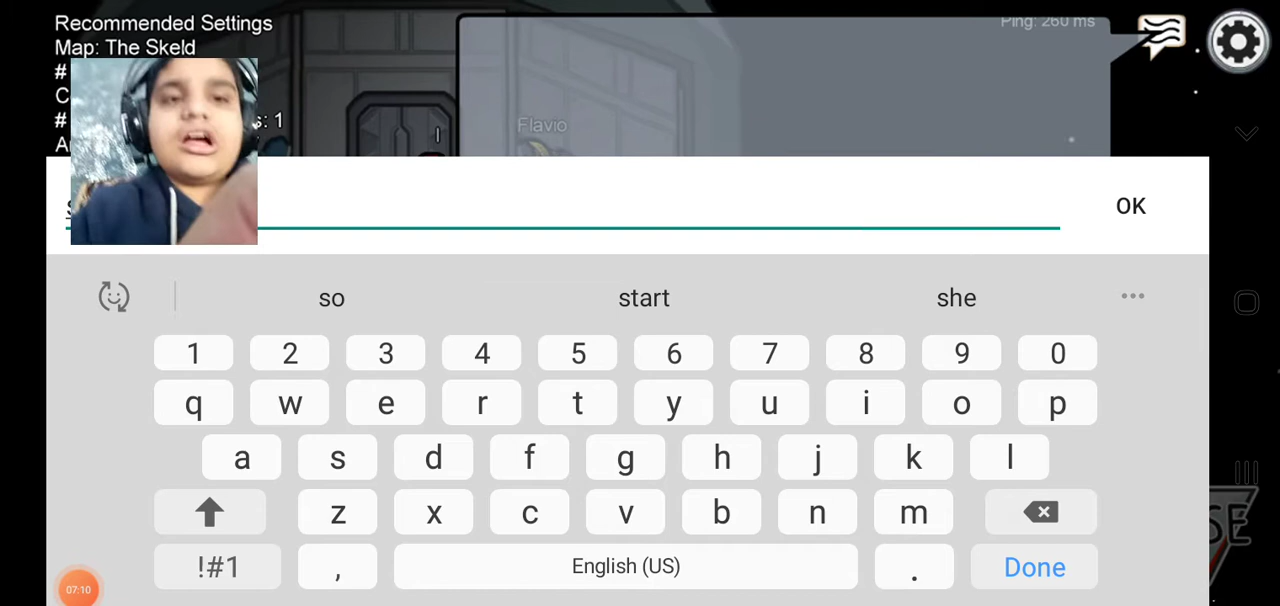 Recommended Settings
Map: The Skeld
#
#
s: 1
Ping: 260 ms
Flavio
OK
so start she
1 2 3 4 5 6 7 8 9 0
q w e r t y u i o p
a s d f g h j k l
z x c v b n m
!#1 , English (US) . Done
07:10